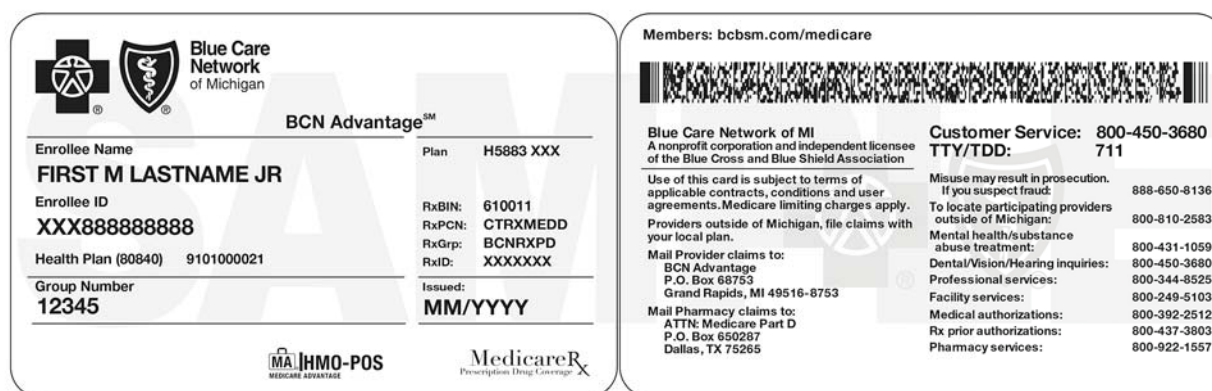 Blue Care
Network
of Michigan
®
®
BCN Advantage℠
Enrollee Name
FIRST M LASTNAME JR
Enrollee ID
XXX888888888
Health Plan (80840) 9101000021
Group Number
12345
Plan H5883 XXX
RxBIN: 610011
RxPCN: CTRXMEDD
RxGrp: BCNRXPD
RxID: XXXXXXX
Issued:
MM/YYYY
MA HMO-POS
MEDICARE ADVANTAGE
MedicareRx
Prescription Drug Coverage
Members: bcbsm.com/medicare
Blue Care Network of MI
A nonprofit corporation and independent licensee
of the Blue Cross and Blue Shield Association
Use of this card is subject to terms of
applicable contracts, conditions and user
agreements. Medicare limiting charges apply.
Providers outside of Michigan, file claims with
your local plan.
Mail Provider claims to:
BCN Advantage
P.O. Box 68753
Grand Rapids, MI 49516-8753
Mail Pharmacy claims to:
ATTN: Medicare Part D
P.O. Box 650287
Dallas, TX 75265
Customer Service: 800-450-3680
TTY/TDD: 711
Misuse may result in prosecution.
If you suspect fraud: 888-650-8136
To locate participating providers
outside of Michigan: 800-810-2583
Mental health/substance
abuse treatment: 800-431-1059
Dental/Vision/Hearing inquiries: 800-450-3680
Professional services: 800-344-8525
Facility services: 800-249-5103
Medical authorizations: 800-392-2512
Rx prior authorizations: 800-437-3803
Pharmacy services: 800-922-1557
SAMPLE